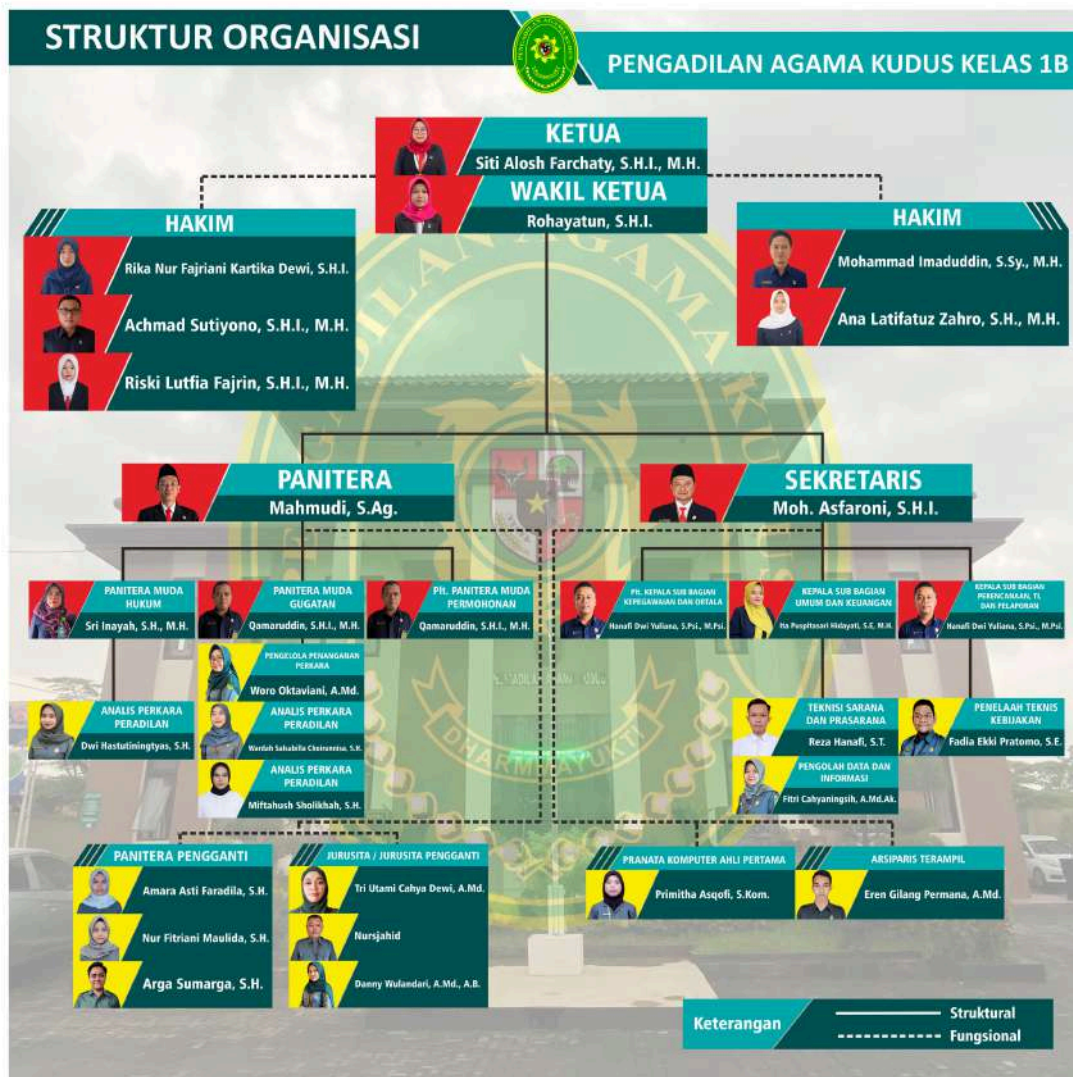 STRUKTUR ORGANISASI
PENGADILAN AGAMA KUDUS KELAS 1B
KETUA
Siti Alosh Farchaty, S.H.I., M.H.
WAKIL KETUA
Rohayatun, S.H.I.
HAKIM
Rika Nur Fajriani Kartika Dewi, S.H.I.
Achmad Sutiyono, S.H.I., M.H.
Riski Lutfia Fajrin, S.H.I., M.H.
HAKIM
Mohammad Imaduddin, S.Sy., M.H.
Ana Latifatuz Zahro, S.H., M.H.
PANITERA
Mahmudi, S.Ag.
SEKRETARIS
Moh. Asfaroni, S.H.I.
PANITERA MUDA
HUKUM
Sri Inayah, S.H., M.H.
PANITERA MUDA
GUGATAN
Qamaruddin, S.H.I., M.H.
Plt. PANITERA MUDA
PERMOHONAN
Qamaruddin, S.H.I., M.H.
Plt. KEPALA SUB BAGIAN
KEPEGAWAIAN DAN ORTALA
Hanafi Dwi Yuliana, S.Psi., M.Psi.
KEPALA SUB BAGIAN
UMUM DAN KEUANGAN
Ita Puspitasari Hidayati, S.E, M.H.
KEPALA SUB BAGIAN
PERENCANAAN, TI,
DAN PELAPORAN
Hanafi Dwi Yuliana, S.Psi., M.Psi.
PENGELOLA PENANGANAN
PERKARA
Woro Oktaviani, A.Md.
ANALIS PERKARA
PERADILAN
Dwi Hastutiningtyas, S.H.
ANALIS PERKARA
PERADILAN
Wardah Salsabilla Choirunnisa, S.H.
ANALIS PERKARA
PERADILAN
Miftahush Sholikhah, S.H.
TEKNISI SARANA
DAN PRASARANA
Reza Hanafi, S.T.
PENELAAH TEKNIS
KEBIJAKAN
Fadia Ekki Pratomo, S.E.
PENGOLAH DATA DAN
INFORMASI
Fitri Cahyaningsih, A.Md.Ak.
PANITERA PENGGANTI
Amara Asti Faradila, S.H.
Nur Fitriani Maulida, S.H.
Arga Sumarga, S.H.
JURUSITA / JURUSITA PENGGANTI
Tri Utami Cahya Dewi, A.Md.
Nursjahid
Danny Wulandari, A.Md., A.B.
PRANATA KOMPUTER AHLI PERTAMA
Primitha Asqofi, S.Kom.
ARSIPARIS TERAMPIL
Eren Gilang Permana, A.Md.
Keterangan
Struktural
Fungsional